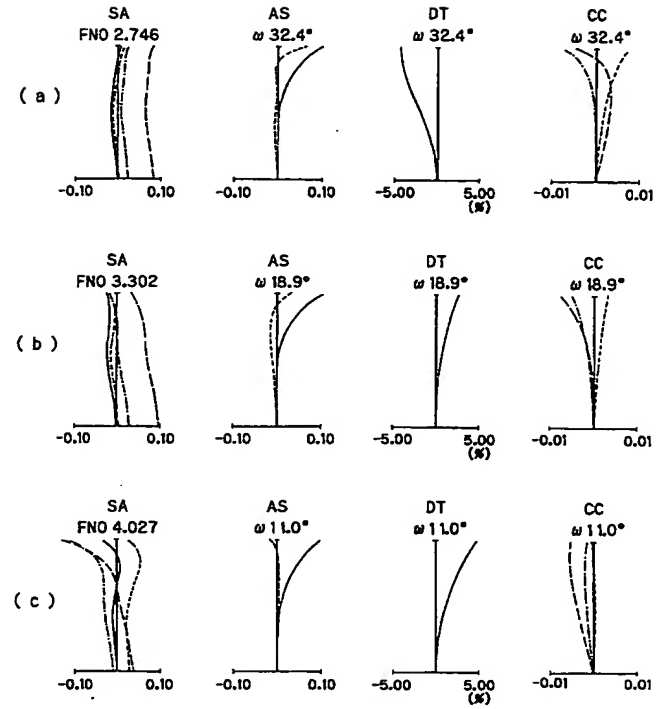 SA AS DT CC
FNO 2.746 ω 32.4° ω 32.4° ω 32.4°
( a )
-0.10 0.10 -0.10 0.10 -5.00 5.00 -0.01 0.01
(%)
SA AS DT CC
FNO 3.302 ω 18.9° ω 18.9° ω 18.9°
( b )
-0.10 0.10 -0.10 0.10 -5.00 5.00 -0.01 0.01
(%)
SA AS DT CC
FNO 4.027 ω 11.0° ω 11.0° ω 11.0°
( c )
-0.10 0.10 -0.10 0.10 -5.00 5.00 -0.01 0.01
(%)